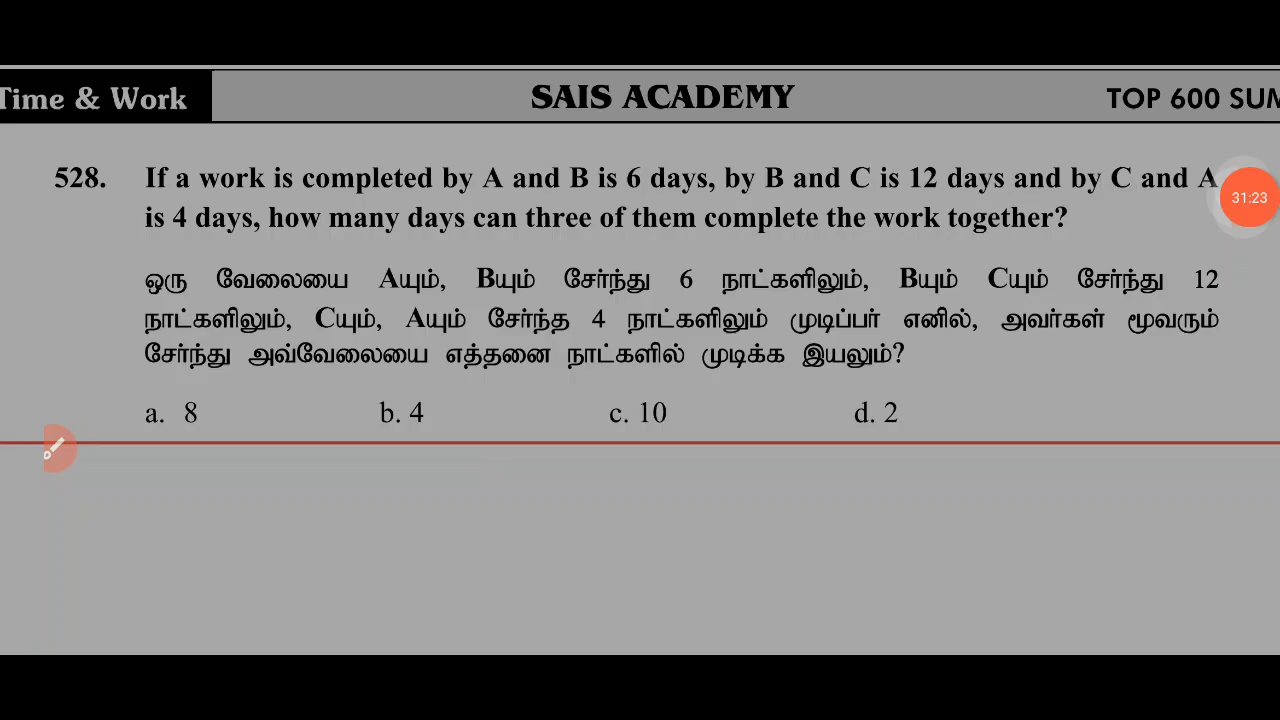 Time & Work
SAIS ACADEMY
TOP 600 SUM
528. If a work is completed by A and B is 6 days, by B and C is 12 days and by C and A
31:23
is 4 days, how many days can three of them complete the work together?
ஒரு வேலையை Aயும், Bயும் சேர்ந்து 6 நாட்களிலும், Bயும் Cயும் சேர்ந்து 12
நாட்களிலும், Cயும், Aயும் சேர்ந்த 4 நாட்களிலும் முடிப்பர் எனில், அவர்கள் மூவரும்
சேர்ந்து அவ்வேலையை எத்தனை நாட்களில் முடிக்க இயலும்?
a. 8 b. 4 c. 10 d. 2